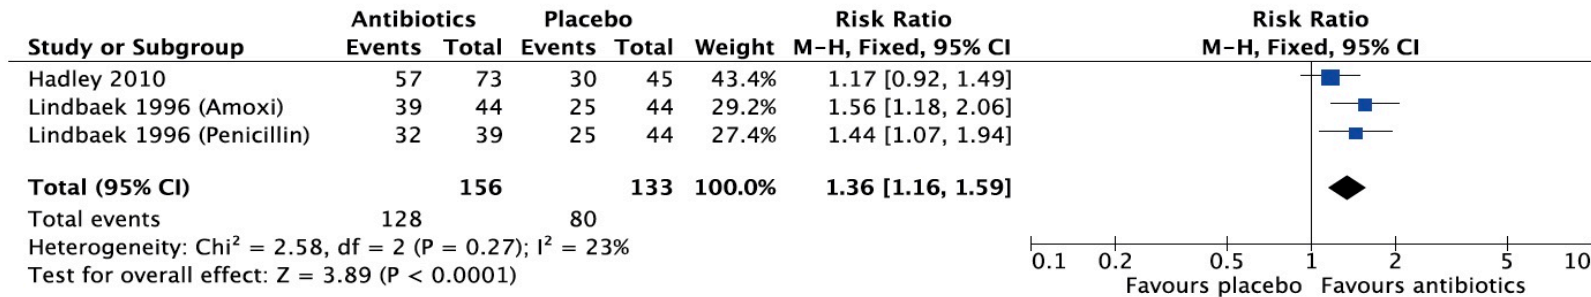 Antibiotics Placebo Risk Ratio Risk Ratio
Study or Subgroup Events Total Events Total Weight M-H, Fixed, 95% CI M-H, Fixed, 95% CI
Hadley 2010 57 73 30 45 43.4% 1.17 [0.92, 1.49]
Lindbaek 1996 (Amoxi) 39 44 25 44 29.2% 1.56 [1.18, 2.06]
Lindbaek 1996 (Penicillin) 32 39 25 44 27.4% 1.44 [1.07, 1.94]
Total (95% CI) 156 133 100.0% 1.36 [1.16, 1.59]
Total events 128 80
Heterogeneity: Chi² = 2.58, df = 2 (P = 0.27); I² = 23%
Test for overall effect: Z = 3.89 (P < 0.0001)
0.1 0.2 0.5 1 2 5 10
Favours placebo Favours antibiotics